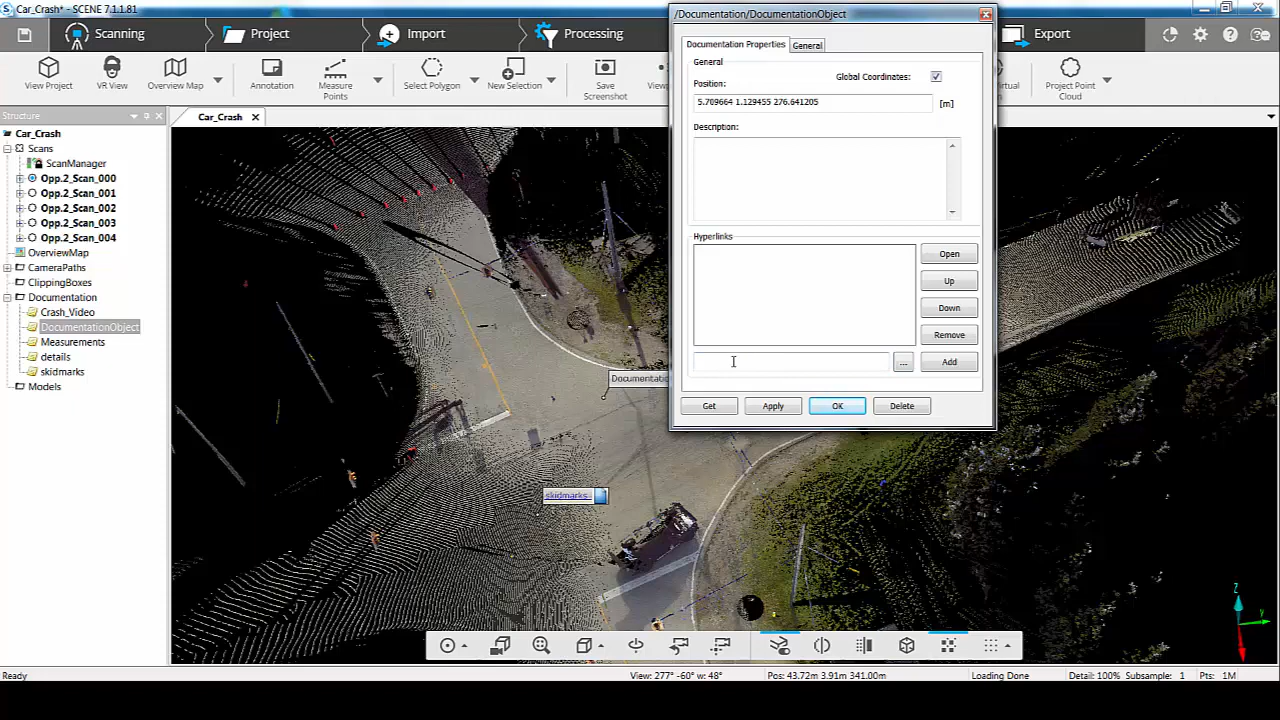 Car_Crash* - SCENE 7.1.1.81
Scanning
Project
Import
Processing
Export
View Project
VR View
Overview Map
Annotation
Measure Points
Select Polygon
New Selection
Save Screenshot
Project Point Cloud
Structure
Car_Crash
Car_Crash
Scans
ScanManager
Opp.2_Scan_000
Opp.2_Scan_001
Opp.2_Scan_002
Opp.2_Scan_003
Opp.2_Scan_004
OverviewMap
CameraPaths
ClippingBoxes
Documentation
Crash_Video
DocumentationObject
Measurements
details
skidmarks
Models
/Documentation/DocumentationObject
Documentation Properties
General
General
Global Coordinates:
Position:
5.709664 1.129455 276.641205
[m]
Description:
Hyperlinks
Open
Up
Down
Remove
...
Add
Get
Apply
OK
Delete
skidmarks
Z
Y
Ready
View: 277° -60° w: 48°
Pos: 43.72m 3.91m 341.00m
Loading Done
Detail: 100%
Subsample: 1
Pts: 1M